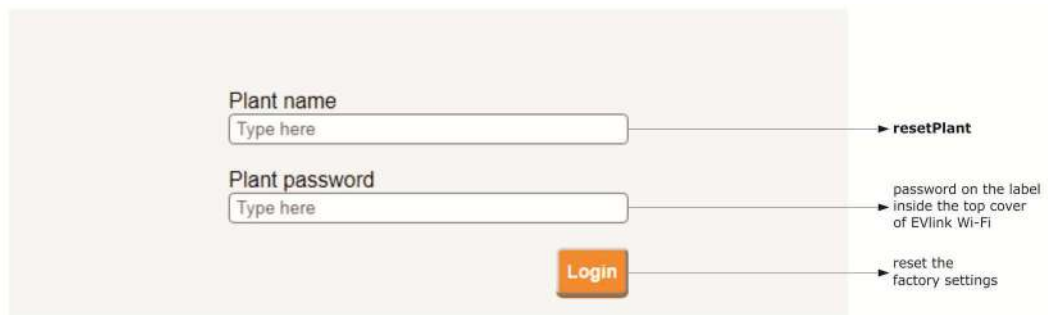 Plant name
Type here
resetPlant
Plant password
Type here
password on the label
inside the top cover
of EVlink Wi-Fi
Login
reset the
factory settings